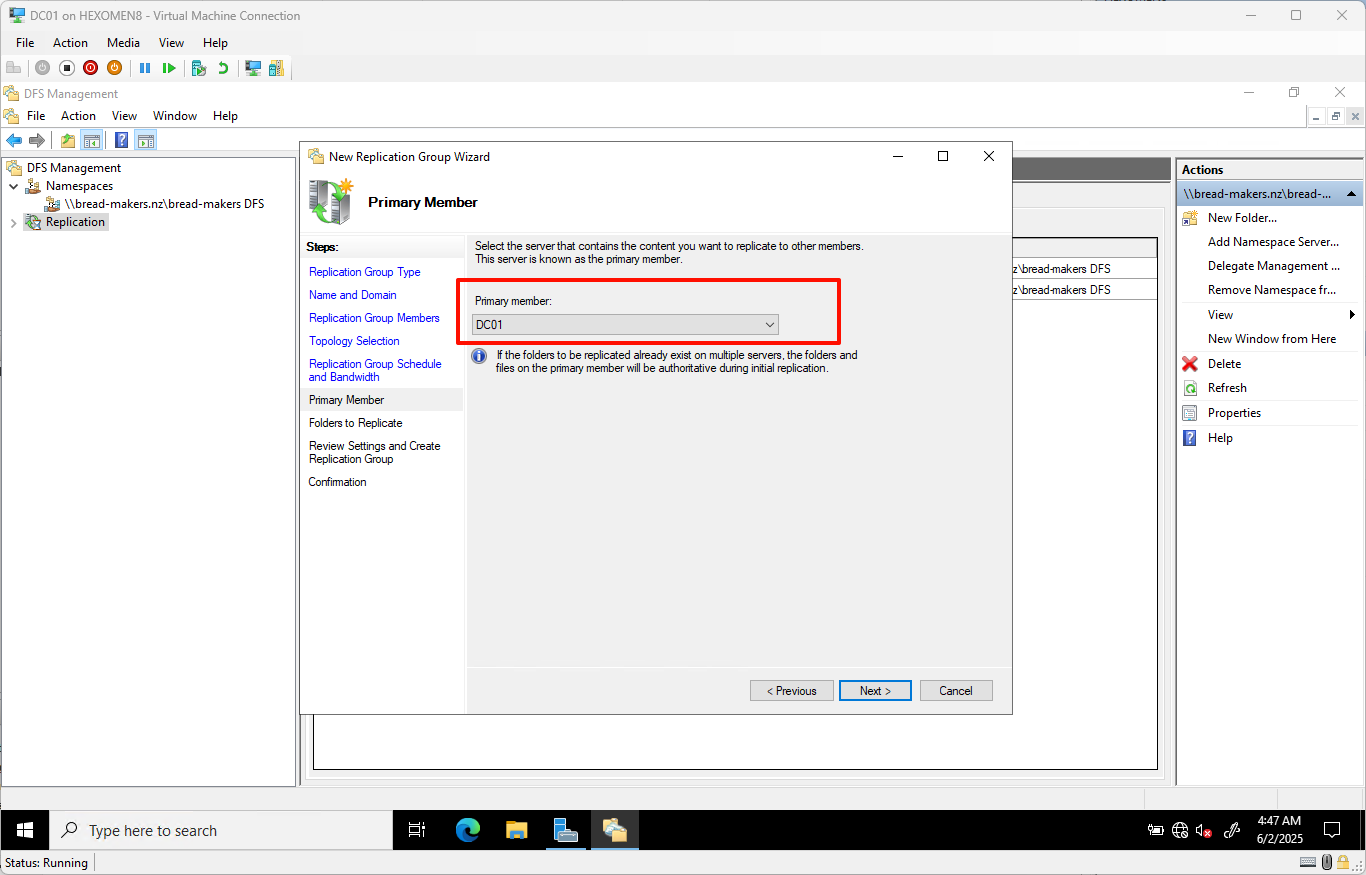 DC01 on HEXOMEN8 - Virtual Machine Connection
File Action Media View Help
DFS Management
File Action View Window Help
DFS Management
Namespaces
\\bread-makers.nz\bread-makers DFS
Replication
New Replication Group Wizard
Primary Member
Steps:
Replication Group Type
Name and Domain
Replication Group Members
Topology Selection
Replication Group Schedule
and Bandwidth
Primary Member
Folders to Replicate
Review Settings and Create
Replication Group
Confirmation
Select the server that contains the content you want to replicate to other members.
This server is known as the primary member.
Primary member:
DC01
If the folders to be replicated already exist on multiple servers, the folders and
files on the primary member will be authoritative during initial replication.
< Previous Next > Cancel
z\bread-makers DFS
z\bread-makers DFS
Actions
\\bread-makers.nz\bread-...
New Folder...
Add Namespace Server...
Delegate Management ...
Remove Namespace fr...
View
New Window from Here
Delete
Refresh
Properties
Help
Type here to search
4:47 AM
6/2/2025
Status: Running